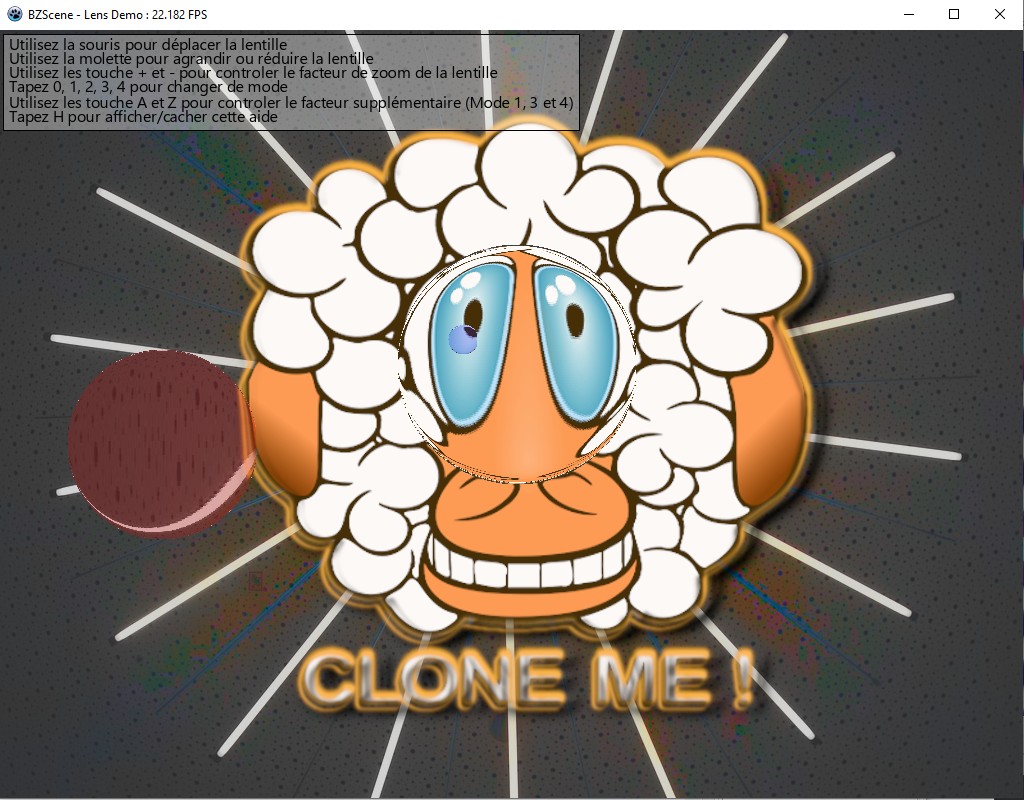 BZScene - Lens Demo : 22.182 FPS
Utilisez la souris pour déplacer la lentille
Utilisez la molette pour agrandir ou réduire la lentille
Utilisez les touche + et - pour controler le facteur de zoom de la lentille
Tapez 0, 1, 2, 3, 4 pour changer de mode
Utilisez les touche A et Z pour controler le facteur supplémentaire (Mode 1, 3 et 4)
Tapez H pour afficher/cacher cette aide
CLONE ME !